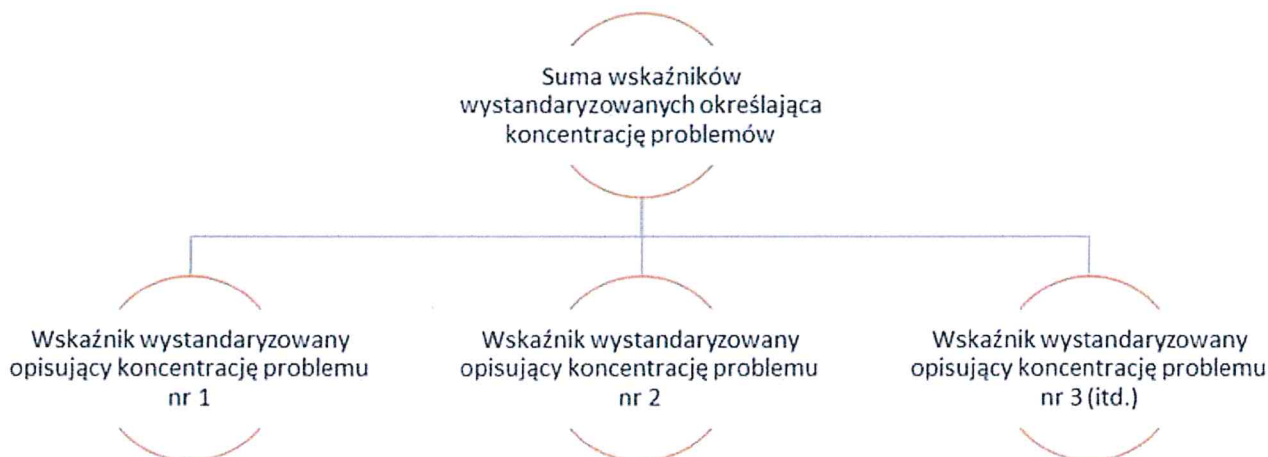 Suma wskaźników
wystandaryzowanych określająca
koncentrację problemów
Wskaźnik wystandaryzowany
opisujący koncentrację problemu
nr 1
Wskaźnik wystandaryzowany
opisujący koncentrację problemu
nr 2
Wskaźnik wystandaryzowany
opisujący koncentrację problemu
nr 3 (itd.)